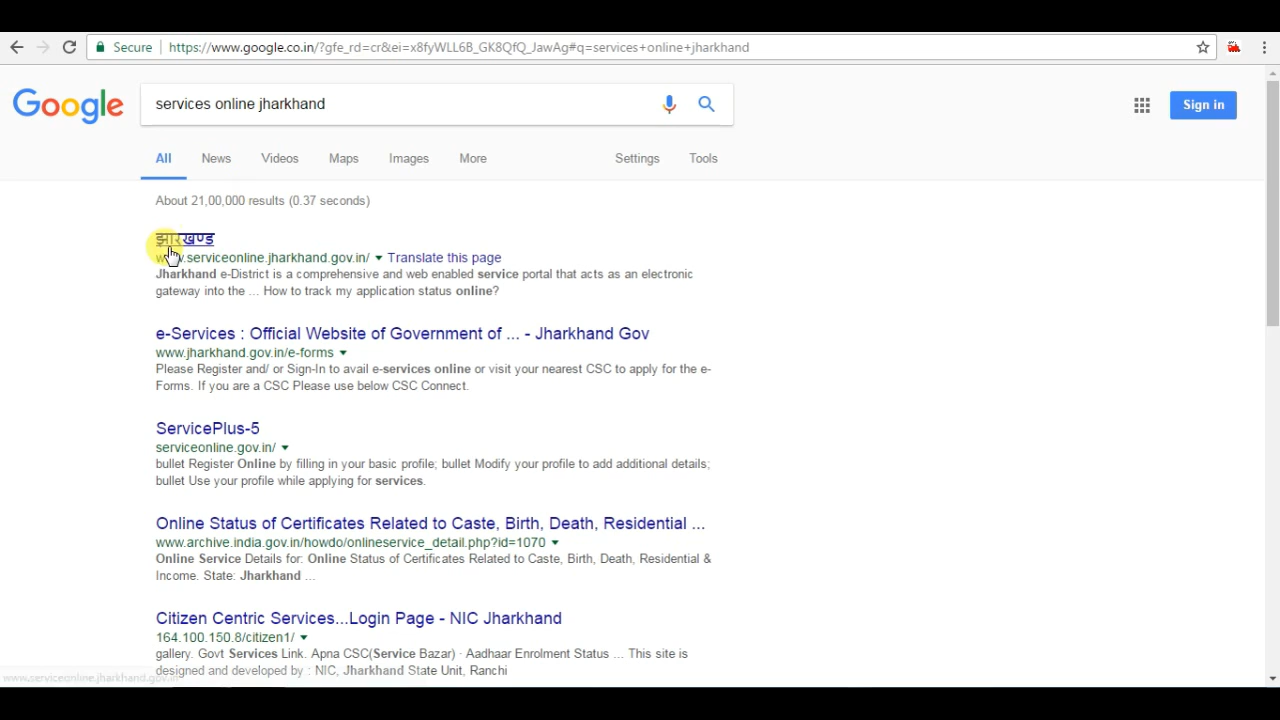 Secure https://www.google.co.in/?gfe_rd=cr&ei=x8fyWLL6B_GK8QfQ_JawAg#q=services+online+jharkhand
Google services online jharkhand Sign in
All News Videos Maps Images More Settings Tools
About 21,00,000 results (0.37 seconds)
झारखण्ड
www.serviceonline.jharkhand.gov.in/ Translate this page
Jharkhand e-District is a comprehensive and web enabled service portal that acts as an electronic
gateway into the ... How to track my application status online?
e-Services : Official Website of Government of ... - Jharkhand Gov
www.jharkhand.gov.in/e-forms
Please Register and/ or Sign-In to avail e-services online or visit your nearest CSC to apply for the e-
Forms. If you are a CSC Please use below CSC Connect.
ServicePlus-5
serviceonline.gov.in/
bullet Register Online by filling in your basic profile; bullet Modify your profile to add additional details;
bullet Use your profile while applying for services.
Online Status of Certificates Related to Caste, Birth, Death, Residential ...
www.archive.india.gov.in/howdo/onlineservice_detail.php?id=1070
Online Service Details for: Online Status of Certificates Related to Caste, Birth, Death, Residential &
Income. State: Jharkhand ...
Citizen Centric Services...Login Page - NIC Jharkhand
164.100.150.8/citizen1/
gallery. Govt Services Link. Apna CSC(Service Bazar) · Aadhaar Enrolment Status ... This site is
designed and developed by : NIC, Jharkhand State Unit, Ranchi
www.serviceonline.jharkhand.gov.in